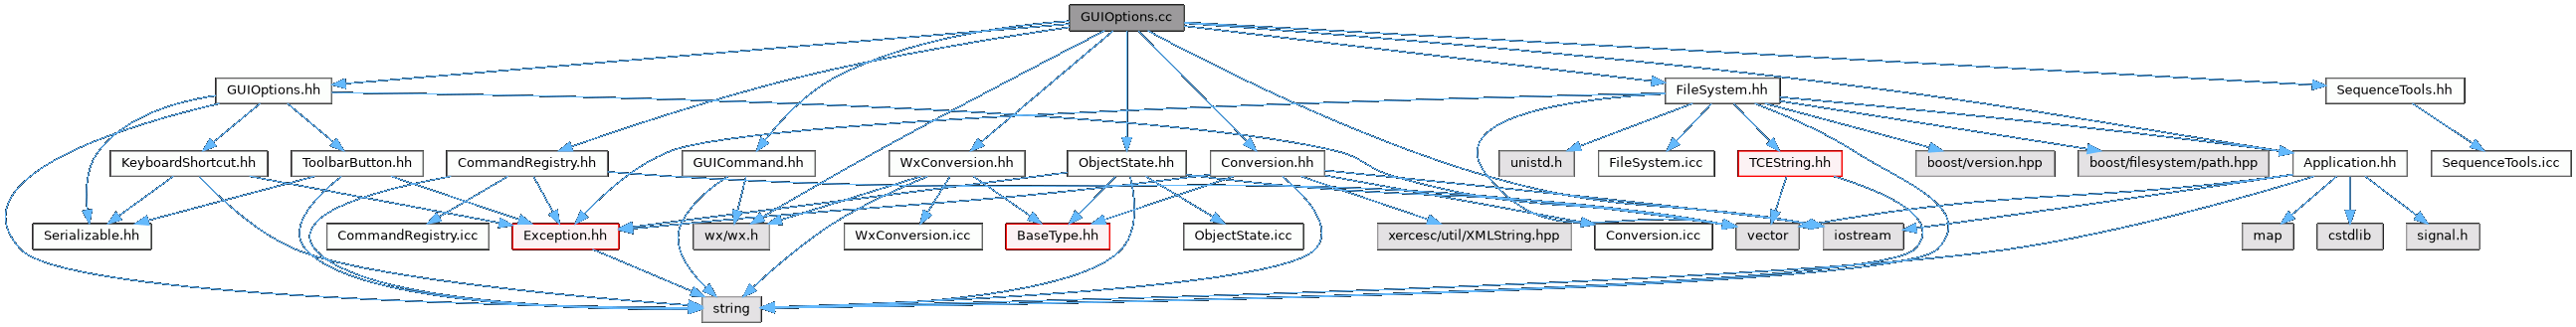 GUIOptions.cc
GUIOptions.hh
FileSystem.hh
SequenceTools.hh
KeyboardShortcut.hh
ToolbarButton.hh
CommandRegistry.hh
GUICommand.hh
WxConversion.hh
ObjectState.hh
Conversion.hh
unistd.h
FileSystem.icc
TCEString.hh
boost/version.hpp
boost/filesystem/path.hpp
Application.hh
SequenceTools.icc
Serializable.hh
CommandRegistry.icc
Exception.hh
wx/wx.h
WxConversion.icc
BaseType.hh
ObjectState.icc
xercesc/util/XMLString.hpp
Conversion.icc
vector
iostream
map
cstdlib
signal.h
string